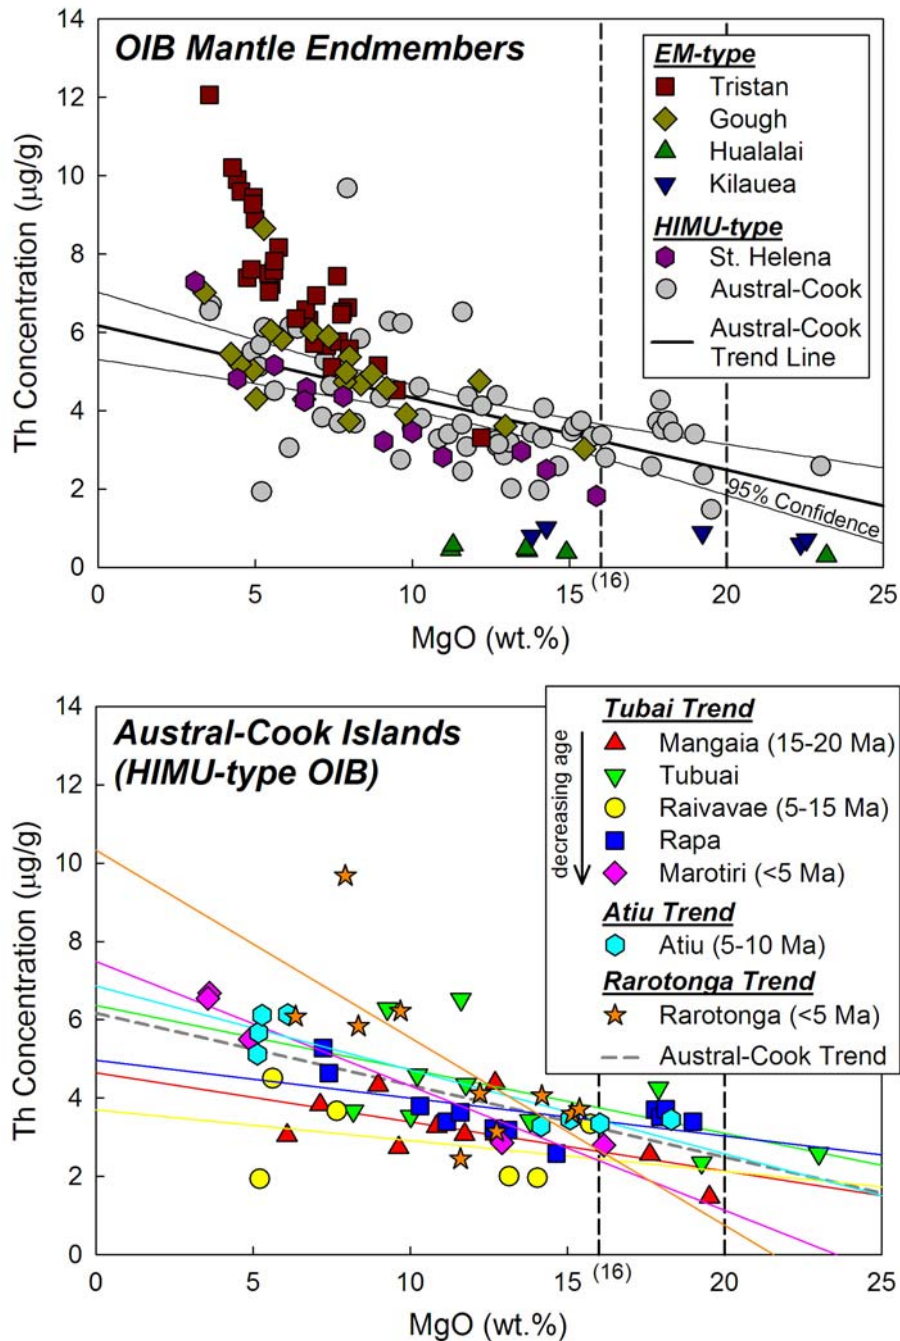 OIB Mantle Endmembers
EM-type
Tristan
Gough
Hualalai
Kilauea
HIMU-type
St. Helena
Austral-Cook
Austral-Cook
Trend Line
95% Confidence
Th Concentration (µg/g)
14
12
10
8
6
4
2
0
0
5
10
15
(16)
20
25
MgO (wt.%)
Austral-Cook Islands
(HIMU-type OIB)
Tubai Trend
decreasing age
Mangaia (15-20 Ma)
Tubuai
Raivavae (5-15 Ma)
Rapa
Marotiri (<5 Ma)
Atiu Trend
Atiu (5-10 Ma)
Rarotonga Trend
Rarotonga (<5 Ma)
Austral-Cook Trend
Th Concentration (µg/g)
14
12
10
8
6
4
2
0
0
5
10
15
(16)
20
25
MgO (wt.%)